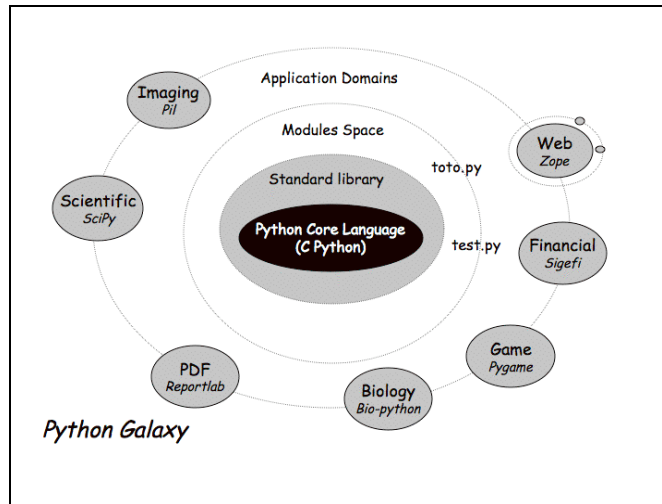 Application Domains
Imaging
Pil
Modules Space
Web
Zope
toto.py
Standard library
Scientific
SciPy
Python Core Language
(C Python)
test.py
Financial
Sigefi
Game
Pygame
PDF
Reportlab
Biology
Bio-python
Python Galaxy